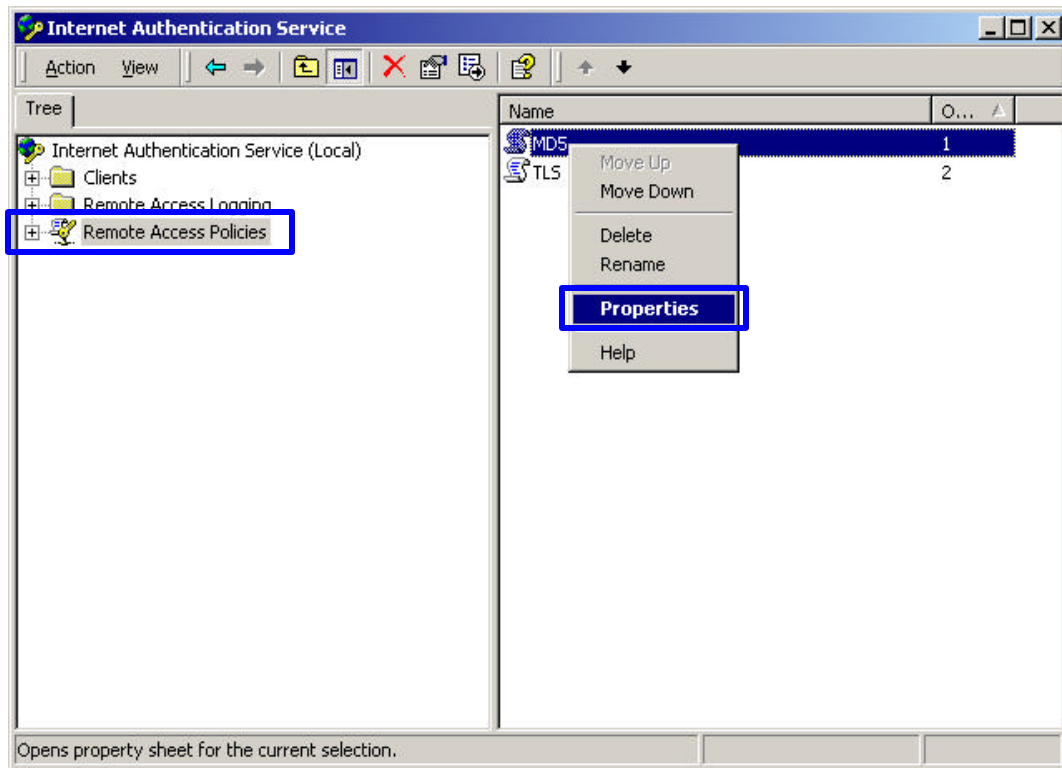 Internet Authentication Service
Action View
Tree
Name O...
Internet Authentication Service (Local)
Clients
Remote Access Logging
Remote Access Policies
MD5 1
TLS 2
Move Up
Move Down
Delete
Rename
Properties
Help
Opens property sheet for the current selection.